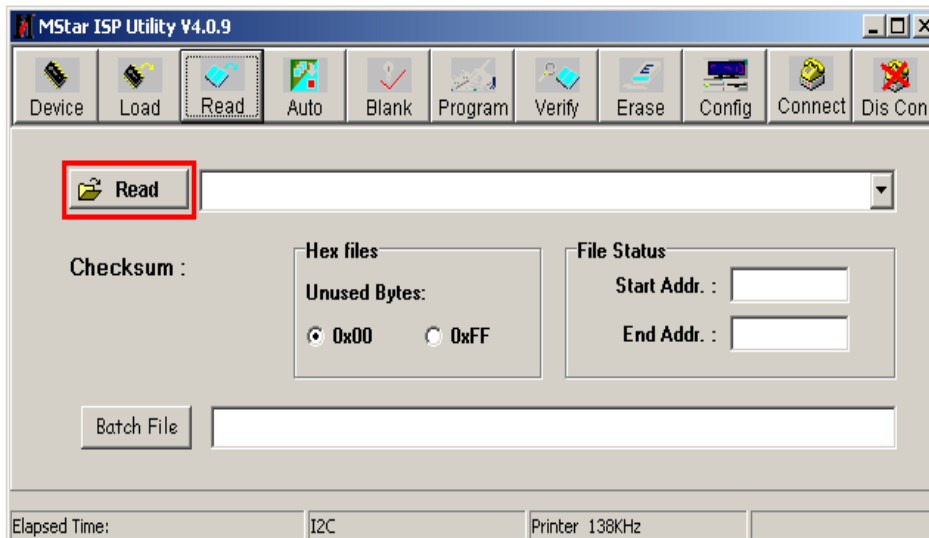 MStar ISP Utility V4.0.9
Device Load Read Auto Blank Program Verify Erase Config Connect Dis Con
Read
Checksum :
Hex files
Unused Bytes:
0x00 0xFF
File Status
Start Addr. :
End Addr. :
Batch File
Elapsed Time: I2C Printer 138KHz